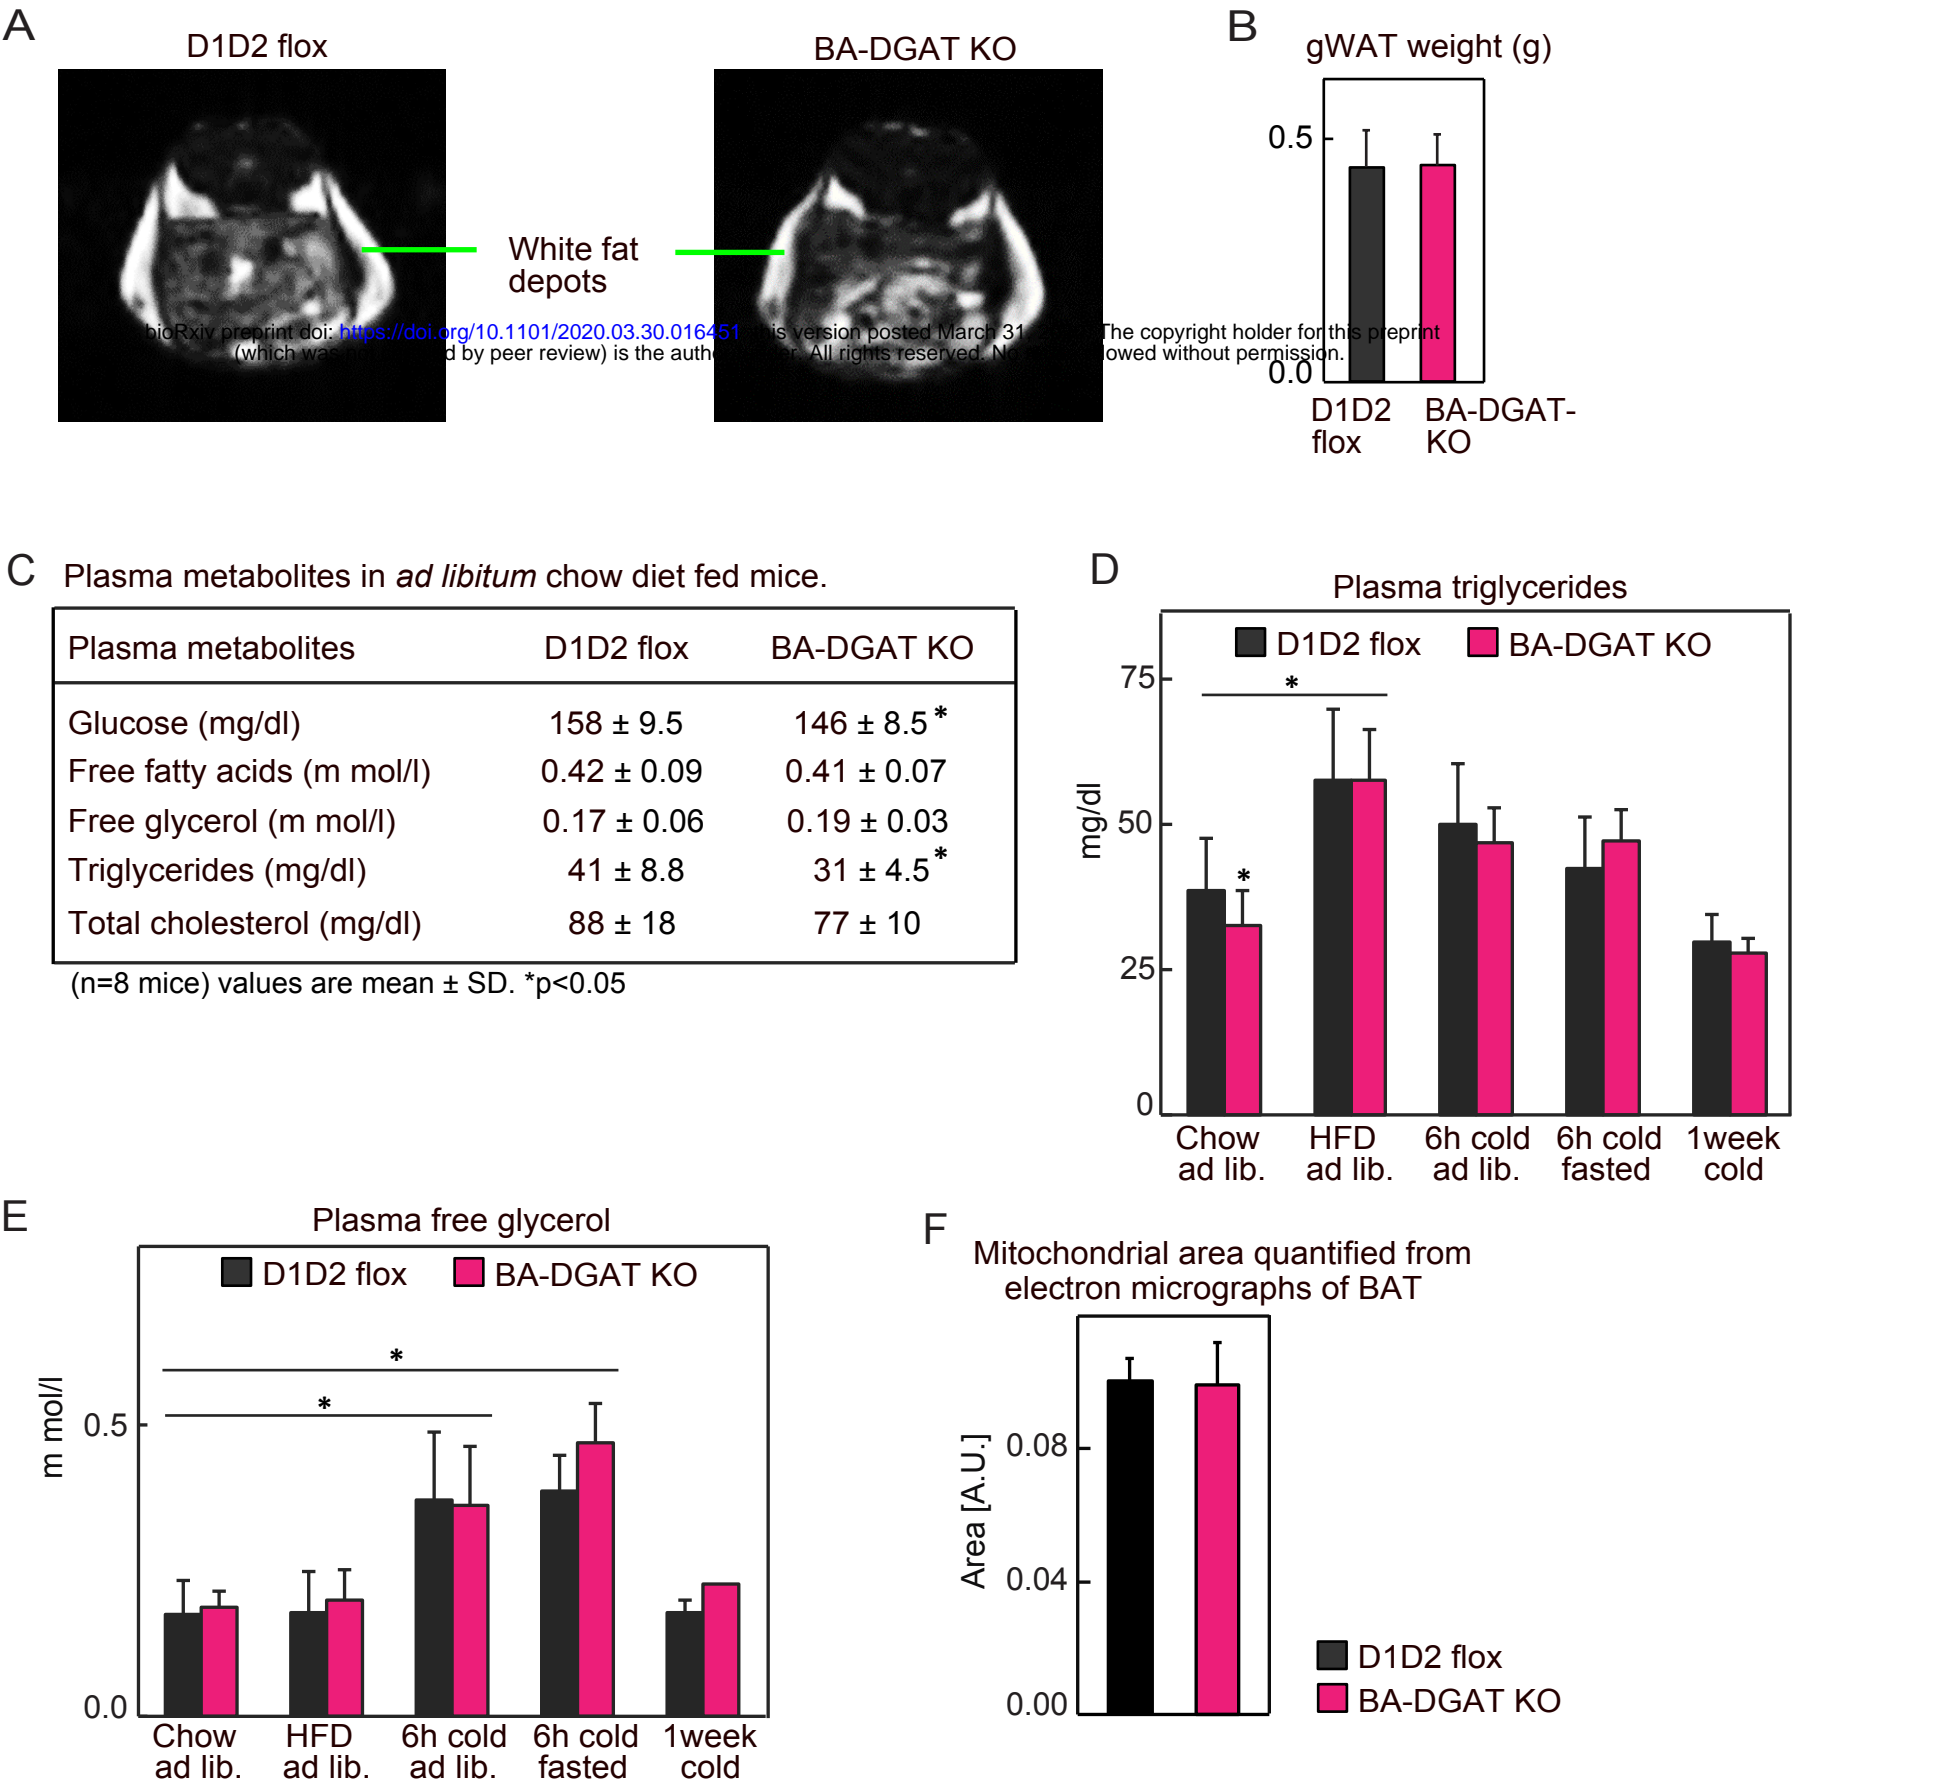 A
D1D2 flox
BA-DGAT KO
White fat
depots
bioRxiv preprint doi: https://doi.org/10.1101/2020.03.30.016451 this version posted March 31, The copyright holder for this preprint
(which was by peer review) is the author All rights reserved. No allowed without permission.
B
gWAT weight (g)
0.5
0.0
D1D2 BA-DGAT-
flox KO
C Plasma metabolites in ad libitum chow diet fed mice.
Plasma metabolites D1D2 flox BA-DGAT KO
Glucose (mg/dl) 158 ± 9.5 146 ± 8.5 *
Free fatty acids (m mol/l) 0.42 ± 0.09 0.41 ± 0.07
Free glycerol (m mol/l) 0.17 ± 0.06 0.19 ± 0.03
Triglycerides (mg/dl) 41 ± 8.8 31 ± 4.5 *
Total cholesterol (mg/dl) 88 ± 18 77 ± 10
(n=8 mice) values are mean ± SD. *p<0.05
D
Plasma triglycerides
D1D2 flox BA-DGAT KO
75
*
mg/dl
50
*
25
0
Chow HFD 6h cold 6h cold 1week
ad lib. ad lib. ad lib. fasted cold
E
Plasma free glycerol
D1D2 flox BA-DGAT KO
*
*
m mol/l
0.5
0.0
Chow HFD 6h cold 6h cold 1week
ad lib. ad lib. ad lib. fasted cold
F
Mitochondrial area quantified from
electron micrographs of BAT
Area [A.U.]
0.08
0.04
0.00
D1D2 flox
BA-DGAT KO